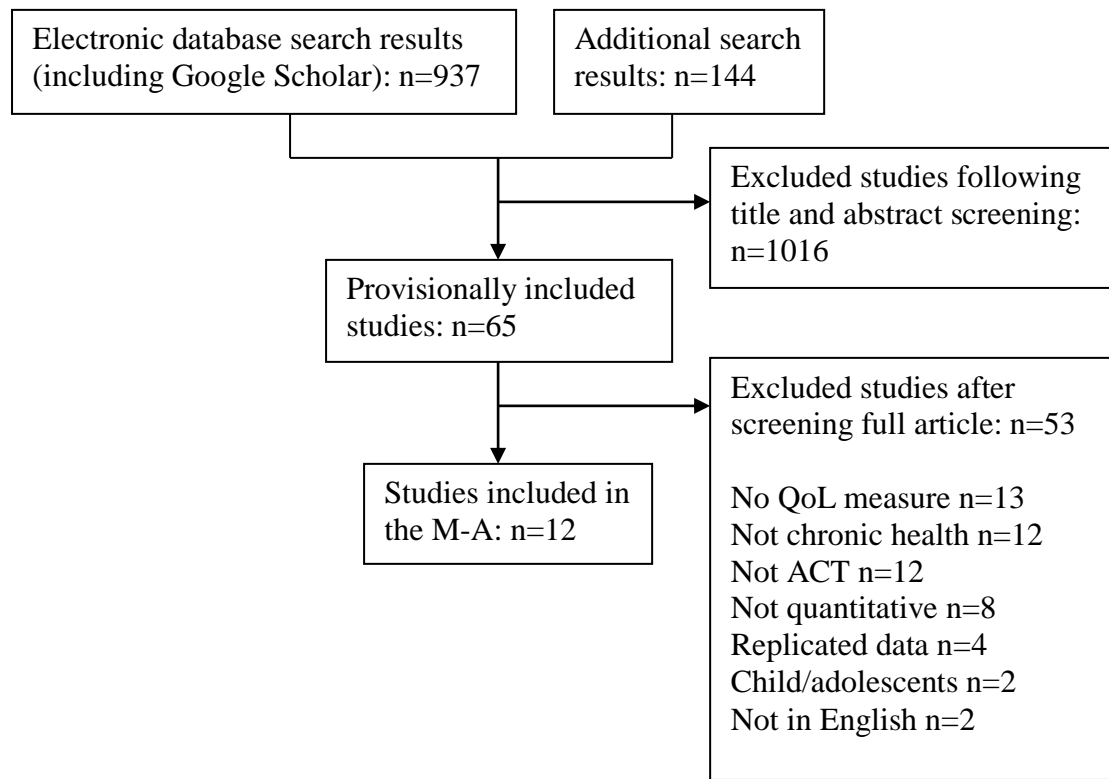 Electronic database search results
(including Google Scholar): n=937
Additional search
results: n=144
Excluded studies following
title and abstract screening:
n=1016
Provisionally included
studies: n=65
Excluded studies after
screening full article: n=53
No QoL measure n=13
Not chronic health n=12
Not ACT n=12
Not quantitative n=8
Replicated data n=4
Child/adolescents n=2
Not in English n=2
Studies included in
the M-A: n=12